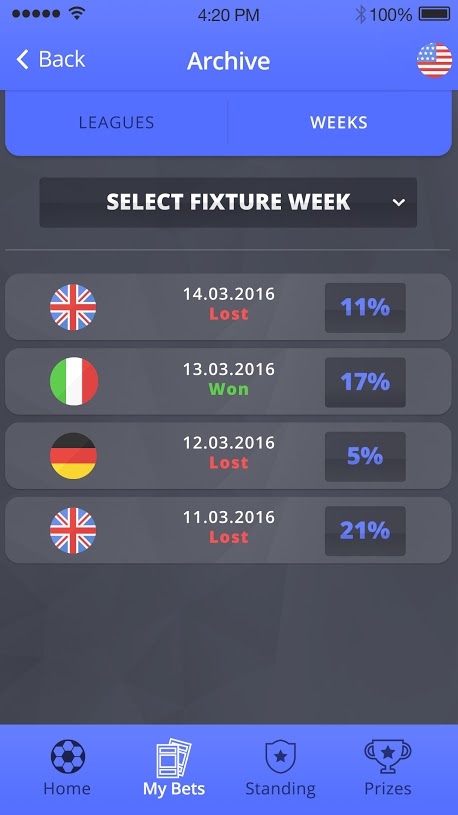 4:20 PM
100%
Back
Archive
LEAGUES
WEEKS
SELECT FIXTURE WEEK
14.03.2016
Lost
11%
13.03.2016
Won
17%
12.03.2016
Lost
5%
11.03.2016
Lost
21%
Home
My Bets
Standing
Prizes